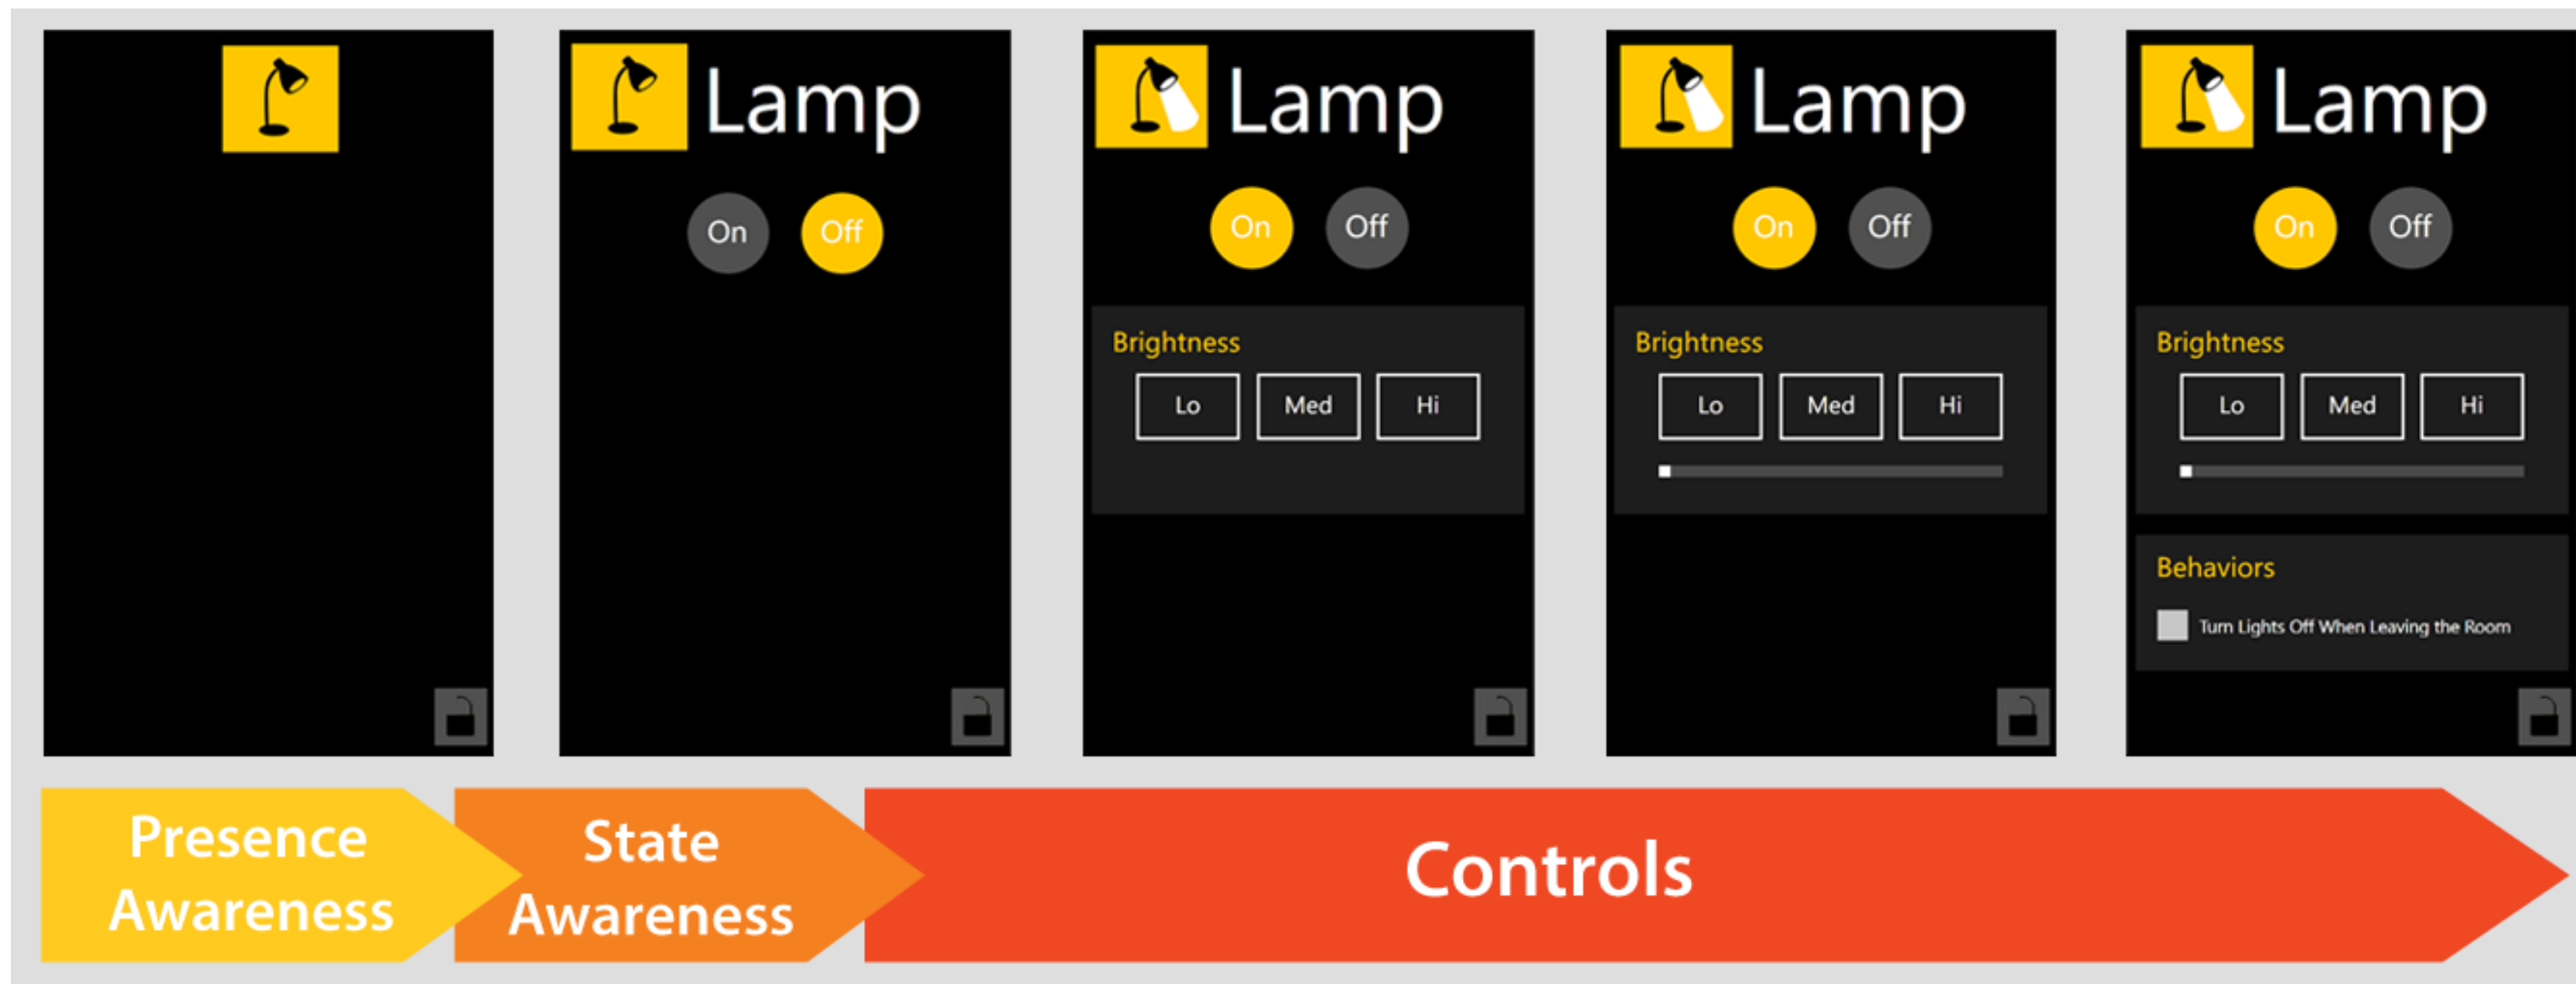 Lamp
On Off
Lamp
On Off
Brightness
Lo Med Hi
Lamp
On Off
Brightness
Lo Med Hi
Lamp
On Off
Brightness
Lo Med Hi
Behaviors
Turn Lights Off When Leaving the Room
Presence
Awareness
State
Awareness
Controls